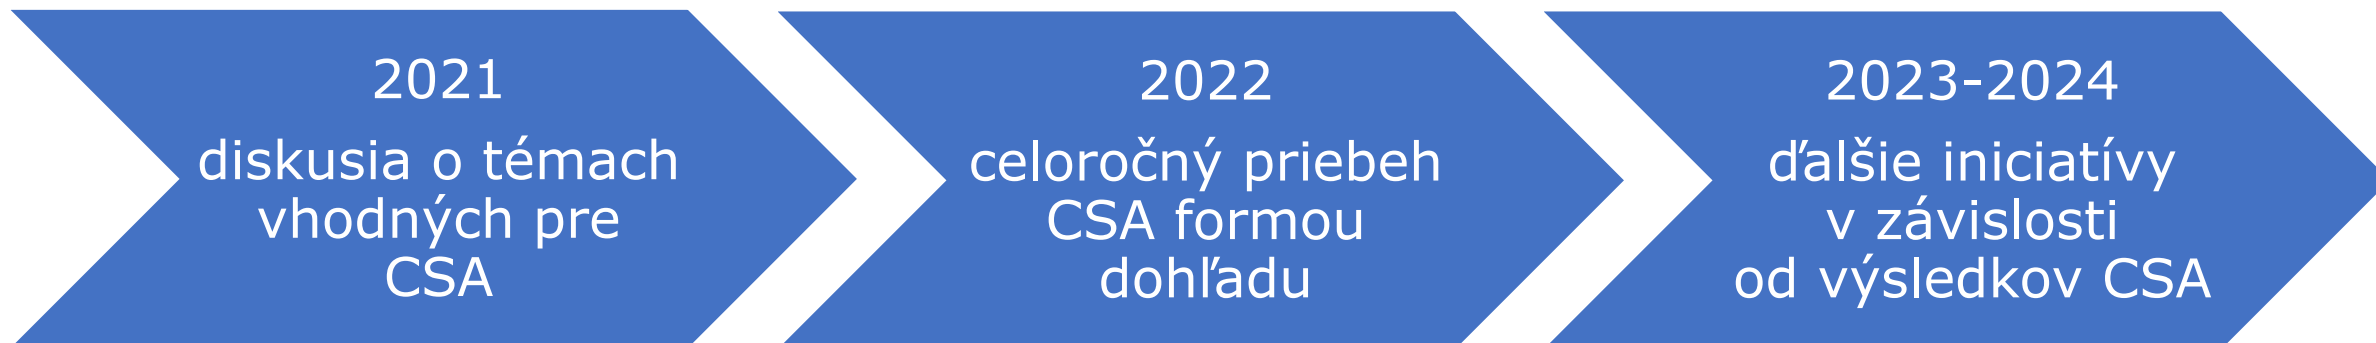 2021
diskusia o témach
vhodných pre
CSA
2022
celoročný priebeh
CSA formou
dohľadu
2023-2024
ďalšie iniciatívy
v závislosti
od výsledkov CSA